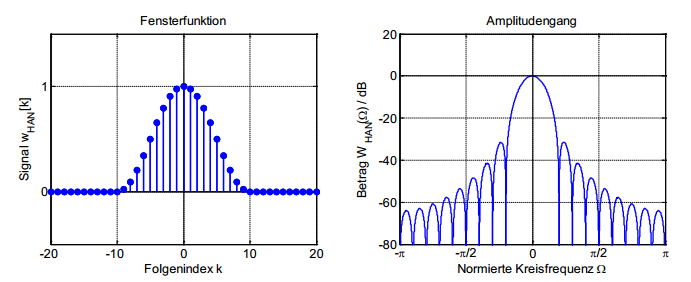 Fensterfunktion
Signal w_HAN[k]
1
0
-20 -10 0 10 20
Folgenindex k
Amplitudengang
Betrag W_HAN(Ω) / dB
20
0
-20
-40
-60
-80
-π -π/2 0 π/2 π
Normierte Kreisfrequenz Ω